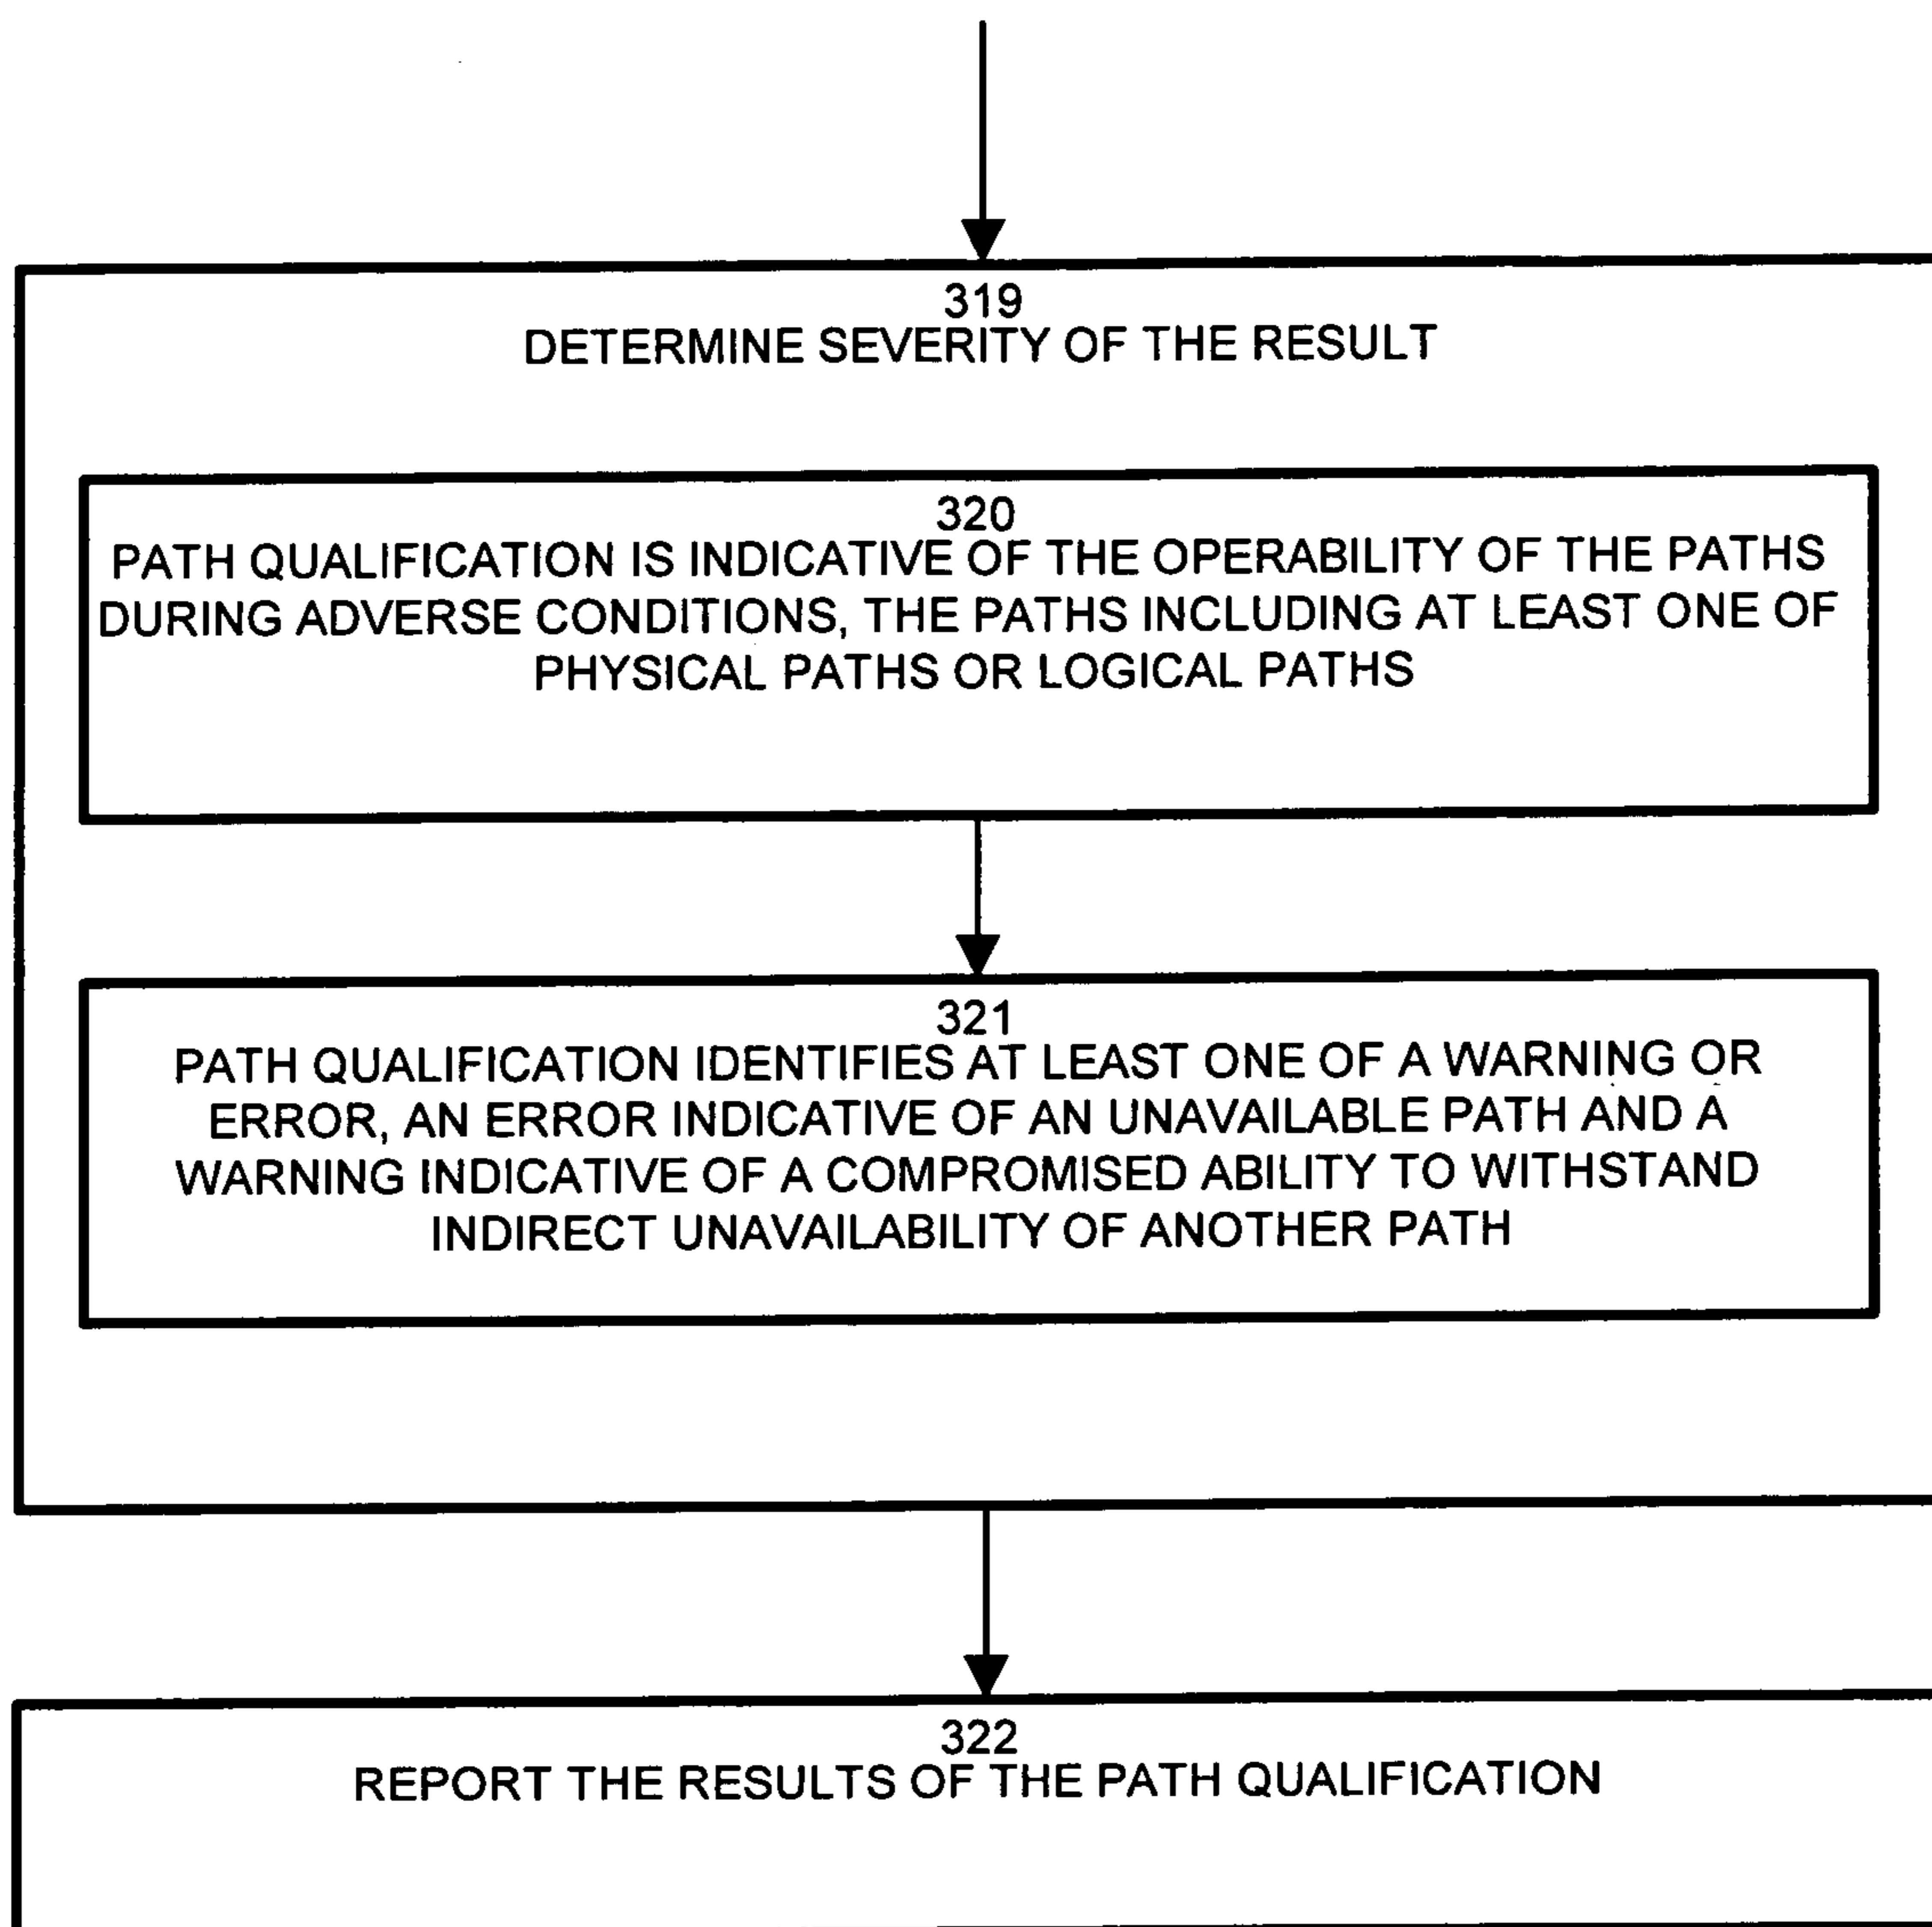 319
DETERMINE SEVERITY OF THE RESULT
320
PATH QUALIFICATION IS INDICATIVE OF THE OPERABILITY OF THE PATHS
DURING ADVERSE CONDITIONS, THE PATHS INCLUDING AT LEAST ONE OF
PHYSICAL PATHS OR LOGICAL PATHS
321
PATH QUALIFICATION IDENTIFIES AT LEAST ONE OF A WARNING OR
ERROR, AN ERROR INDICATIVE OF AN UNAVAILABLE PATH AND A
WARNING INDICATIVE OF A COMPROMISED ABILITY TO WITHSTAND
INDIRECT UNAVAILABILITY OF ANOTHER PATH
322
REPORT THE RESULTS OF THE PATH QUALIFICATION